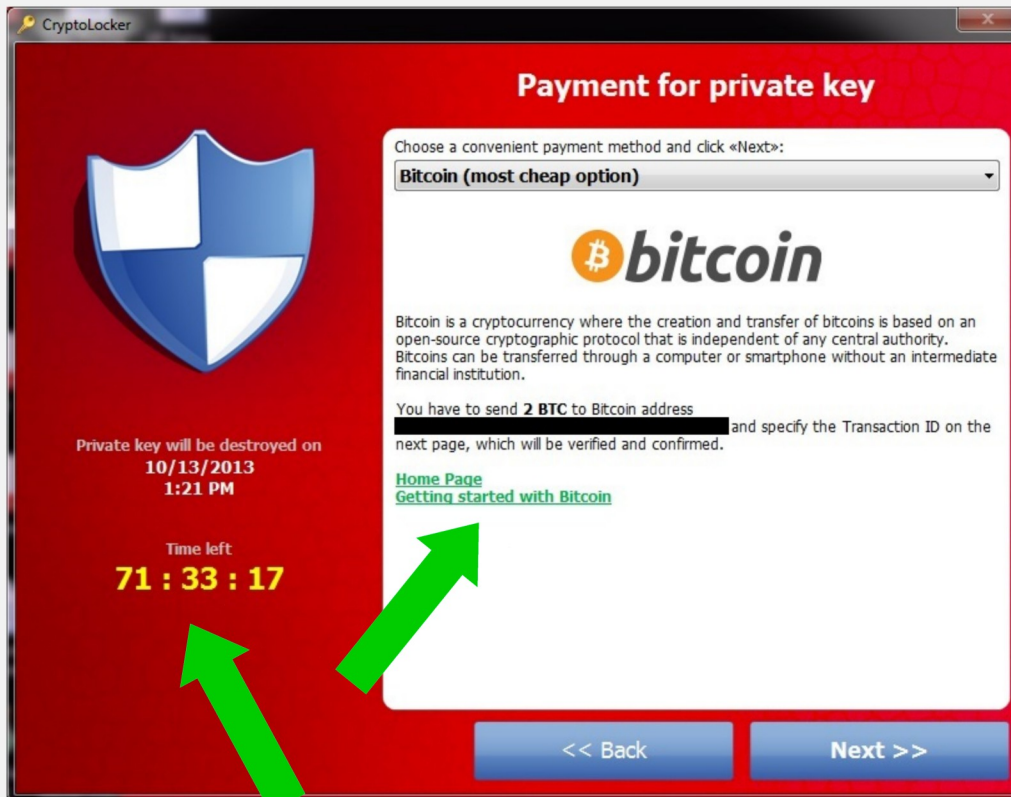 CryptoLocker
Payment for private key
Choose a convenient payment method and click «Next»:
Bitcoin (most cheap option)
bitcoin
Bitcoin is a cryptocurrency where the creation and transfer of bitcoins is based on an
open-source cryptographic protocol that is independent of any central authority.
Bitcoins can be transferred through a computer or smartphone without an intermediate
financial institution.
You have to send 2 BTC to Bitcoin address
and specify the Transaction ID on the
next page, which will be verified and confirmed.
Home Page
Getting started with Bitcoin
Private key will be destroyed on
10/13/2013
1:21 PM
Time left
71 : 33 : 17
<< Back
Next >>